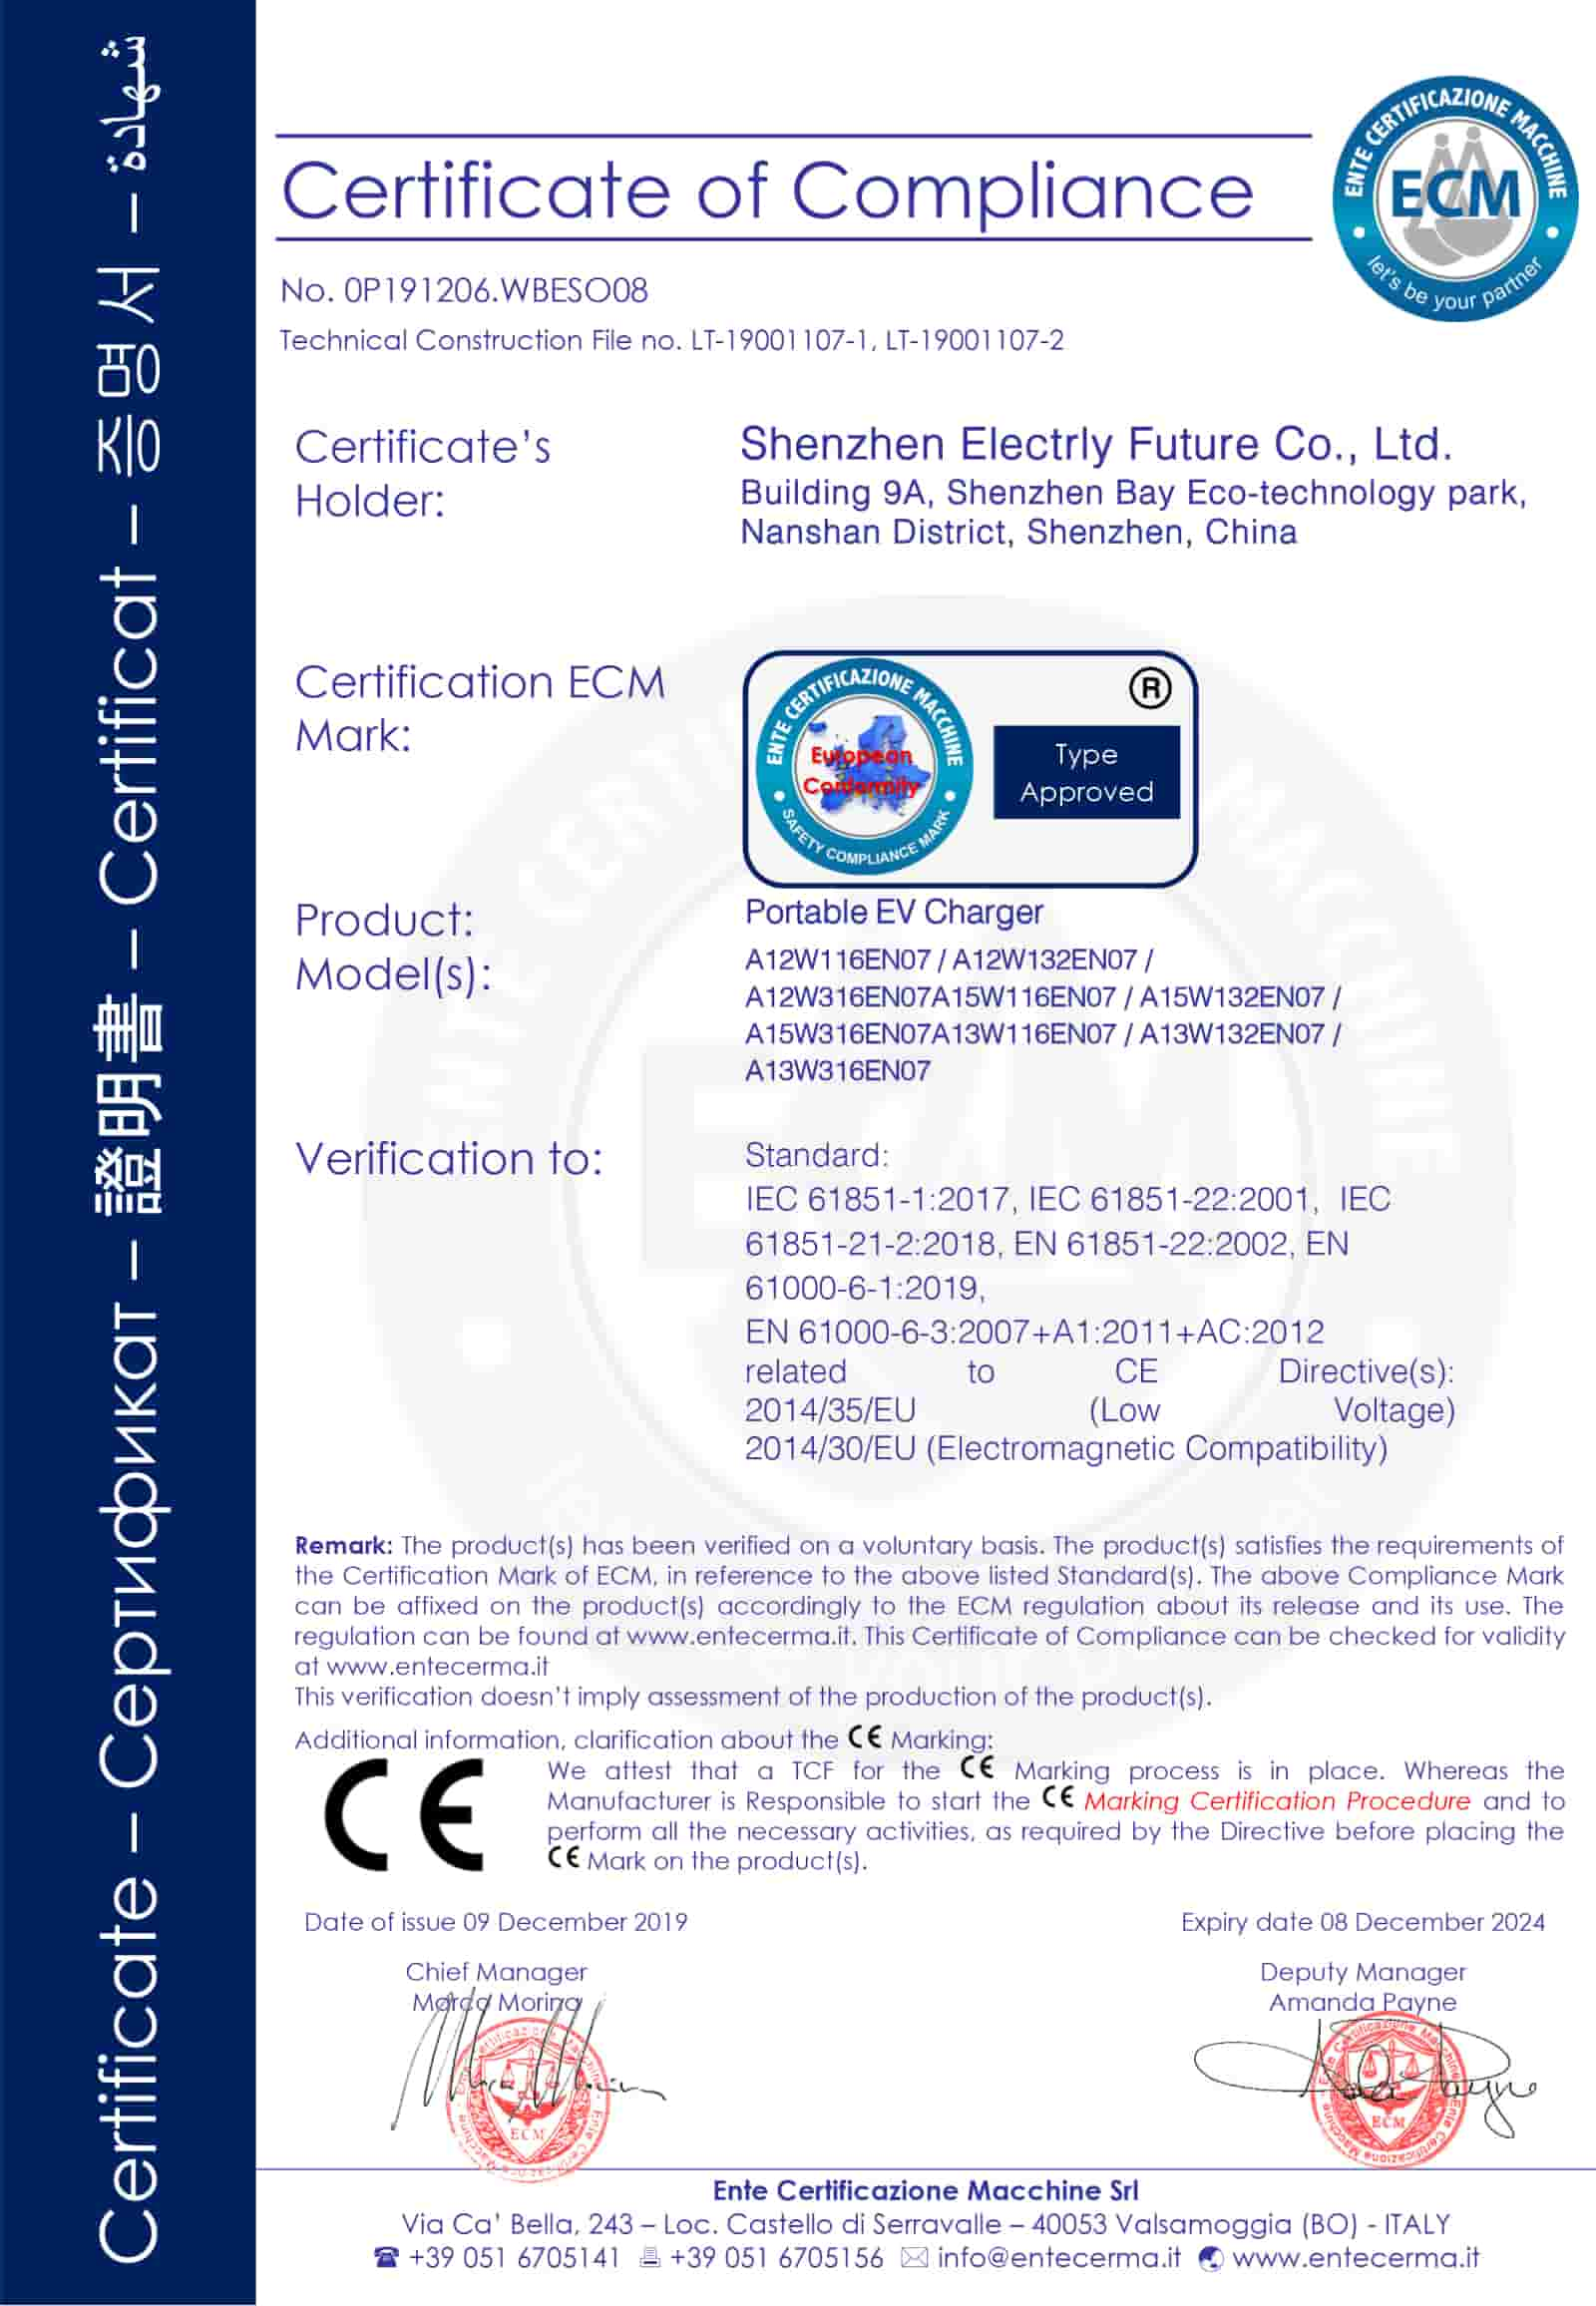 Certificate – Сертификат – 證明書 – Certificat – 증명서 – شهادة
Certificate of Compliance
ENTE CERTIFICAZIONE MACCHINE
ECM
let's be your partner
No. 0P191206.WBESO08
Technical Construction File no. LT-19001107-1, LT-19001107-2
Certificate's
Holder:
Shenzhen Electrly Future Co., Ltd.
Building 9A, Shenzhen Bay Eco-technology park,
Nanshan District, Shenzhen, China
Certification ECM
Mark:
ENTE CERTIFICAZIONE MACCHINE
European
Conformity
SAFETY COMPLIANCE MARK
®
Type
Approved
Product:
Portable EV Charger
Model(s):
A12W116EN07 / A12W132EN07 /
A12W316EN07A15W116EN07 / A15W132EN07 /
A15W316EN07A13W116EN07 / A13W132EN07 /
A13W316EN07
Verification to:
Standard:
IEC 61851-1:2017, IEC 61851-22:2001, IEC
61851-21-2:2018, EN 61851-22:2002, EN
61000-6-1:2019,
EN 61000-6-3:2007+A1:2011+AC:2012
related to CE Directive(s):
2014/35/EU (Low Voltage)
2014/30/EU (Electromagnetic Compatibility)
Remark: The product(s) has been verified on a voluntary basis. The product(s) satisfies the requirements of
the Certification Mark of ECM, in reference to the above listed Standard(s). The above Compliance Mark
can be affixed on the product(s) accordingly to the ECM regulation about its release and its use. The
regulation can be found at www.entecerma.it. This Certificate of Compliance can be checked for validity
at www.entecerma.it
This verification doesn't imply assessment of the production of the product(s).
Additional information, clarification about the CE Marking:
CE
We attest that a TCF for the CE Marking process is in place. Whereas the
Manufacturer is Responsible to start the CE Marking Certification Procedure and to
perform all the necessary activities, as required by the Directive before placing the
CE Mark on the product(s).
Date of issue 09 December 2019
Expiry date 08 December 2024
Chief Manager
Marco Morina
Deputy Manager
Amanda Payne
ECM
ECM
Ente Certificazione Macchine Srl
Via Ca' Bella, 243 – Loc. Castello di Serravalle – 40053 Valsamoggia (BO) - ITALY
+39 051 6705141 +39 051 6705156 info@entecerma.it www.entecerma.it